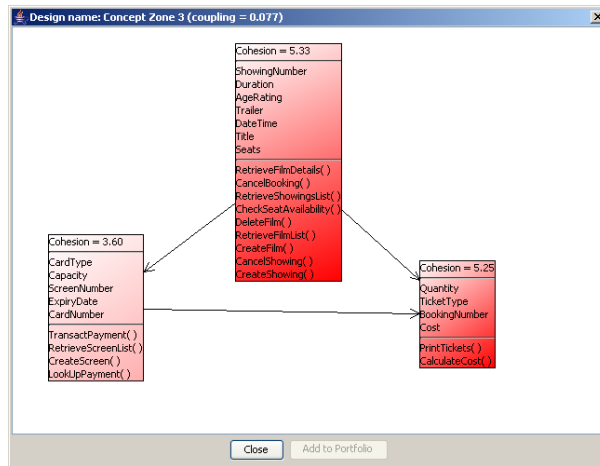 Design name: Concept Zone 3 (coupling = 0.077)
Cohesion = 5.33
ShowingNumber
Duration
AgeRating
Trailer
DateTime
Title
Seats
RetrieveFilmDetails( )
CancelBooking( )
RetrieveShowingsList( )
CheckSeatAvailability( )
DeleteFilm( )
RetrieveFilmList( )
CreateFilm( )
CancelShowing( )
CreateShowing( )
Cohesion = 3.60
CardType
Capacity
ScreenNumber
ExpiryDate
CardNumber
TransactPayment( )
RetrieveScreenList( )
CreateScreen( )
LookUpPayment( )
Cohesion = 5.25
Quantity
TicketType
BookingNumber
Cost
PrintTickets( )
CalculateCost( )
Close
Add to Portfolio